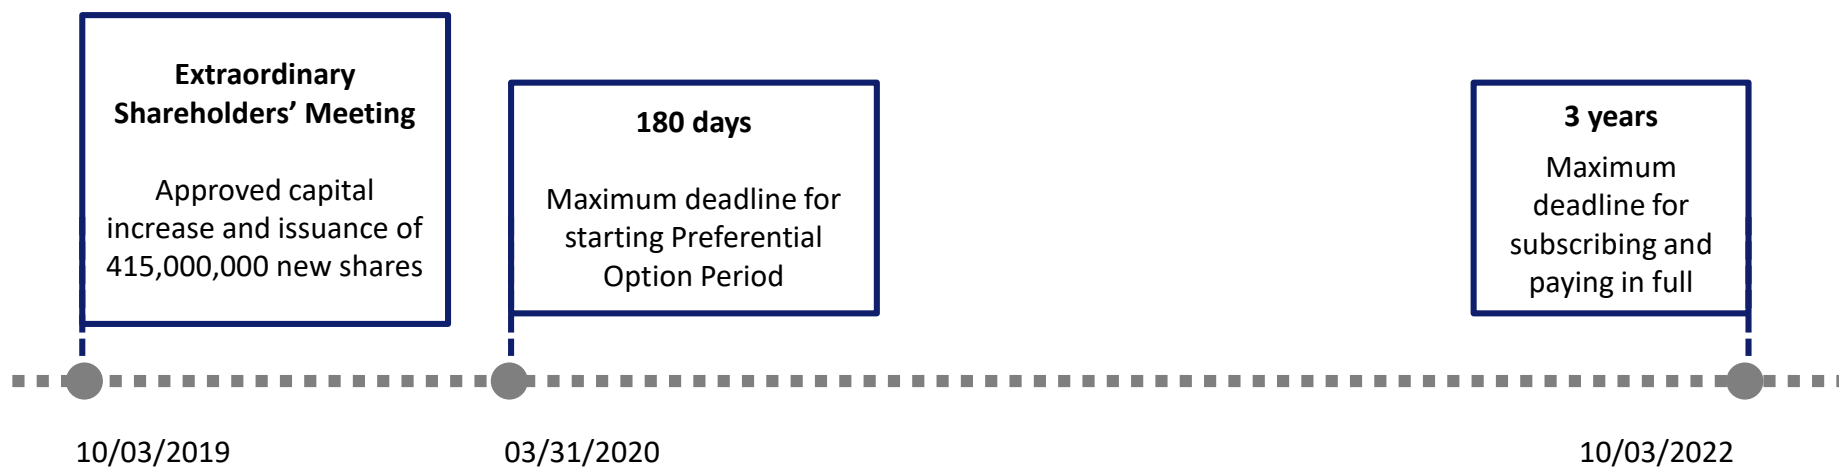 Extraordinary
Shareholders’ Meeting
Approved capital
increase and issuance of
415,000,000 new shares
180 days
Maximum deadline for
starting Preferential
Option Period
3 years
Maximum
deadline for
subscribing and
paying in full
10/03/2019
03/31/2020
10/03/2022